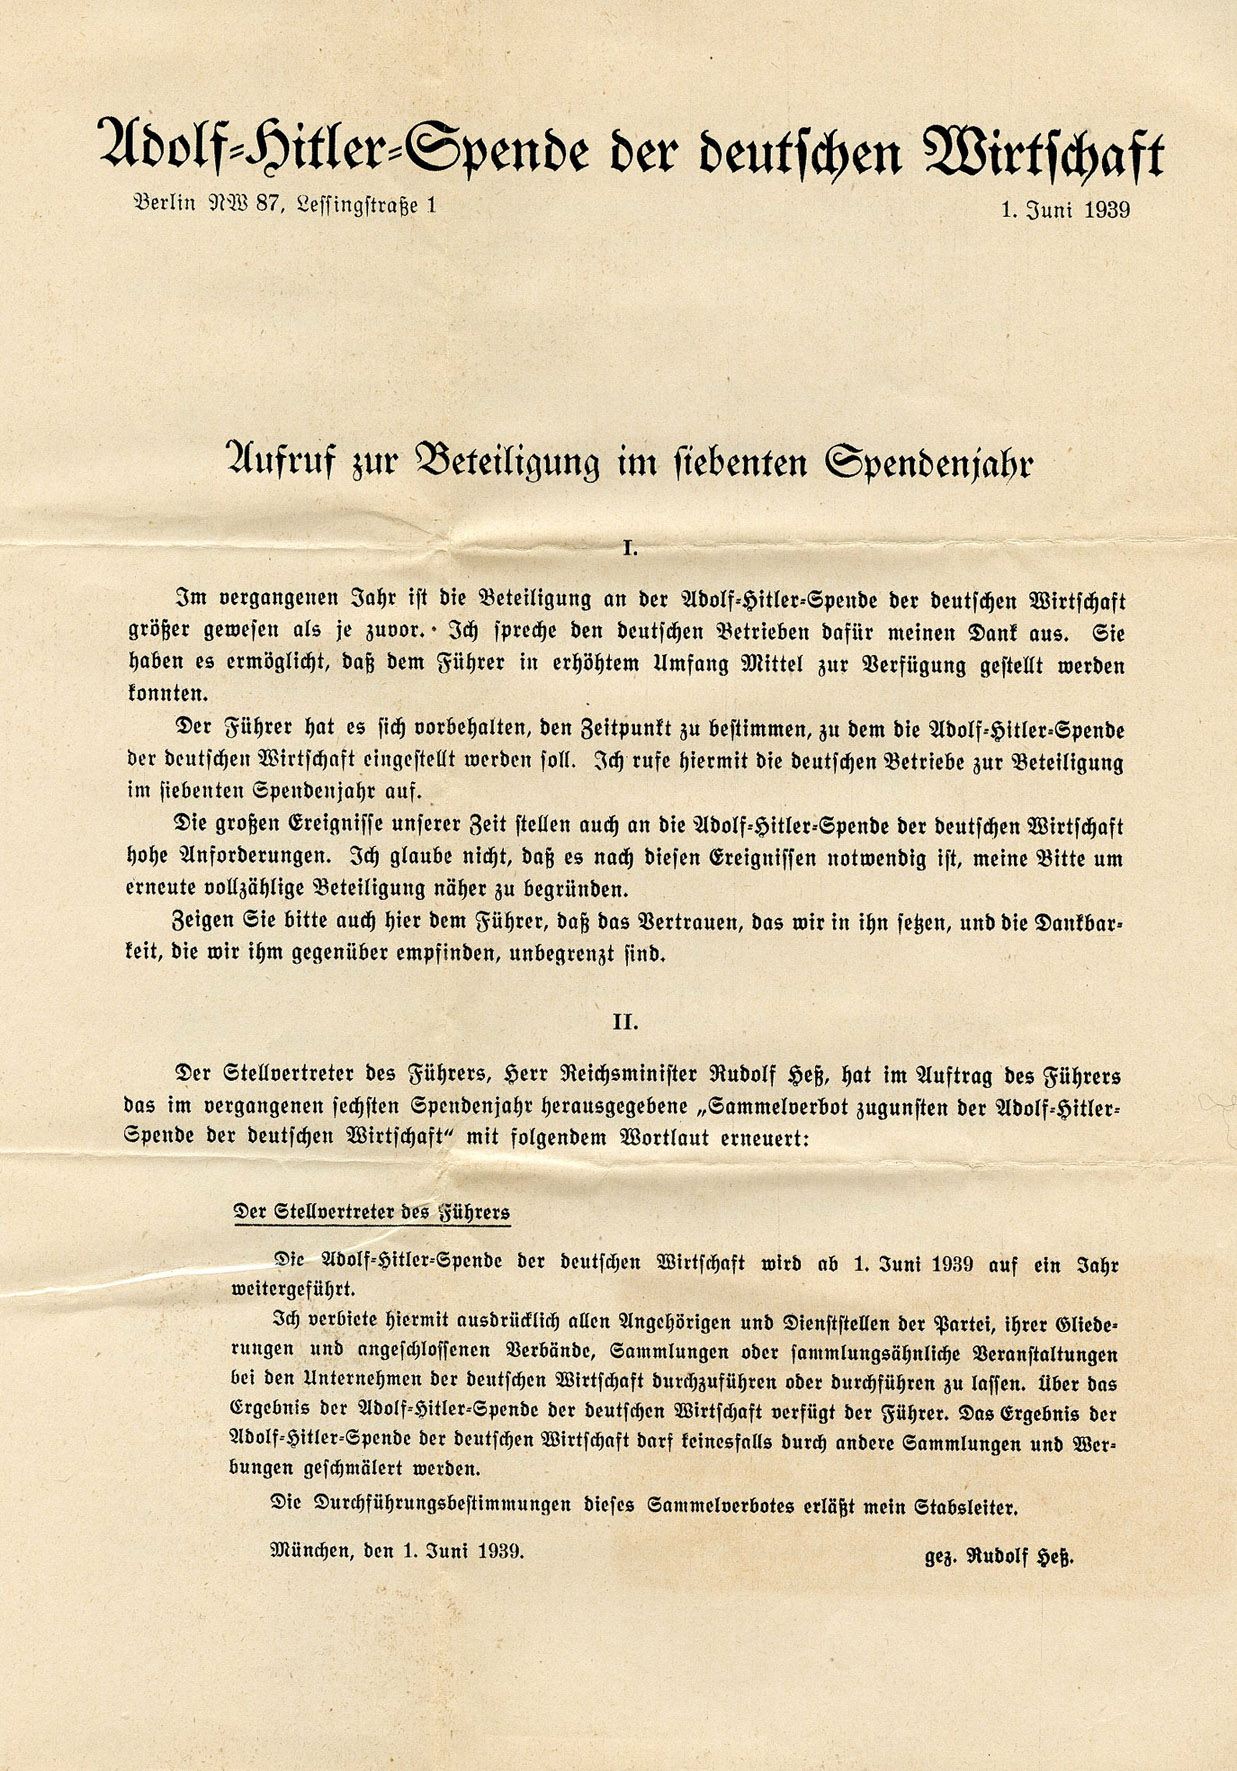 Adolf-Hitler-Spende der deutschen Wirtschaft
Berlin NW 87, Lessingstraße 1
1. Juni 1939
Aufruf zur Beteiligung im siebenten Spendenjahr
I.
Im vergangenen Jahr ist die Beteiligung an der Adolf-Hitler-Spende der deutschen Wirtschaft
größer gewesen als je zuvor. Ich spreche den deutschen Betrieben dafür meinen Dank aus. Sie
haben es ermöglicht, daß dem Führer in erhöhtem Umfang Mittel zur Verfügung gestellt werden
konnten.
Der Führer hat es sich vorbehalten, den Zeitpunkt zu bestimmen, zu dem die Adolf-Hitler-Spende
der deutschen Wirtschaft eingestellt werden soll. Ich rufe hiermit die deutschen Betriebe zur Beteiligung
im siebenten Spendenjahr auf.
Die großen Ereignisse unserer Zeit stellen auch an die Adolf-Hitler-Spende der deutschen Wirtschaft
hohe Anforderungen. Ich glaube nicht, daß es nach diesen Ereignissen notwendig ist, meine Bitte um
erneute vollzählige Beteiligung näher zu begründen.
Zeigen Sie bitte auch hier dem Führer, daß das Vertrauen, das wir in ihn setzen, und die Dankbar-
keit, die wir ihm gegenüber empfinden, unbegrenzt sind.
II.
Der Stellvertreter des Führers, Herr Reichsminister Rudolf Heß, hat im Auftrag des Führers
das im vergangenen sechsten Spendenjahr herausgegebene „Sammelverbot zugunsten der Adolf-Hitler-
Spende der deutschen Wirtschaft“ mit folgendem Wortlaut erneuert:
Der Stellvertreter des Führers
Die Adolf-Hitler-Spende der deutschen Wirtschaft wird ab 1. Juni 1939 auf ein Jahr
weitergeführt.
Ich verbiete hiermit ausdrücklich allen Angehörigen und Dienststellen der Partei, ihrer Gliede-
rungen und angeschlossenen Verbände, Sammlungen oder sammlungsähnliche Veranstaltungen
bei den Unternehmen der deutschen Wirtschaft durchzuführen oder durchführen zu lassen. Über das
Ergebnis der Adolf-Hitler-Spende der deutschen Wirtschaft verfügt der Führer. Das Ergebnis der
Adolf-Hitler-Spende der deutschen Wirtschaft darf keinesfalls durch andere Sammlungen und Wer-
bungen geschmälert werden.
Die Durchführungsbestimmungen dieses Sammelverbotes erläßt mein Stabsleiter.
München, den 1. Juni 1939.
gez. Rudolf Heß.